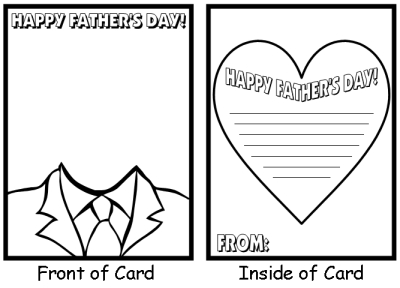 HAPPY FATHER'S DAY!
HAPPY FATHER'S DAY!
FROM:
Front of Card
Inside of Card